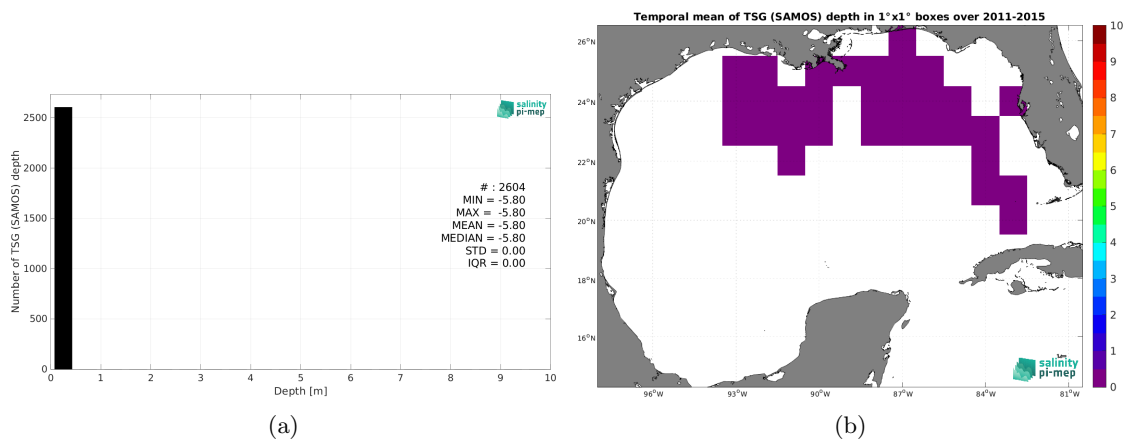 salinity
pi-mep
Number of TSG (SAMOS) depth
2500
2000
1500
1000
500
0
# : 2604
MIN = -5.80
MAX = -5.80
MEAN = -5.80
MEDIAN = -5.80
STD = 0.00
IQR = 0.00
0 1 2 3 4 5 6 7 8 9 10
Depth [m]
(a)
Temporal mean of TSG (SAMOS) depth in 1°x1° boxes over 2011-2015
26°N
24°N
22°N
20°N
18°N
16°N
96°W 93°W 90°W 87°W 84°W 81°W
salinity
pi-mep
10
9
8
7
6
5
4
3
2
1
0
(b)